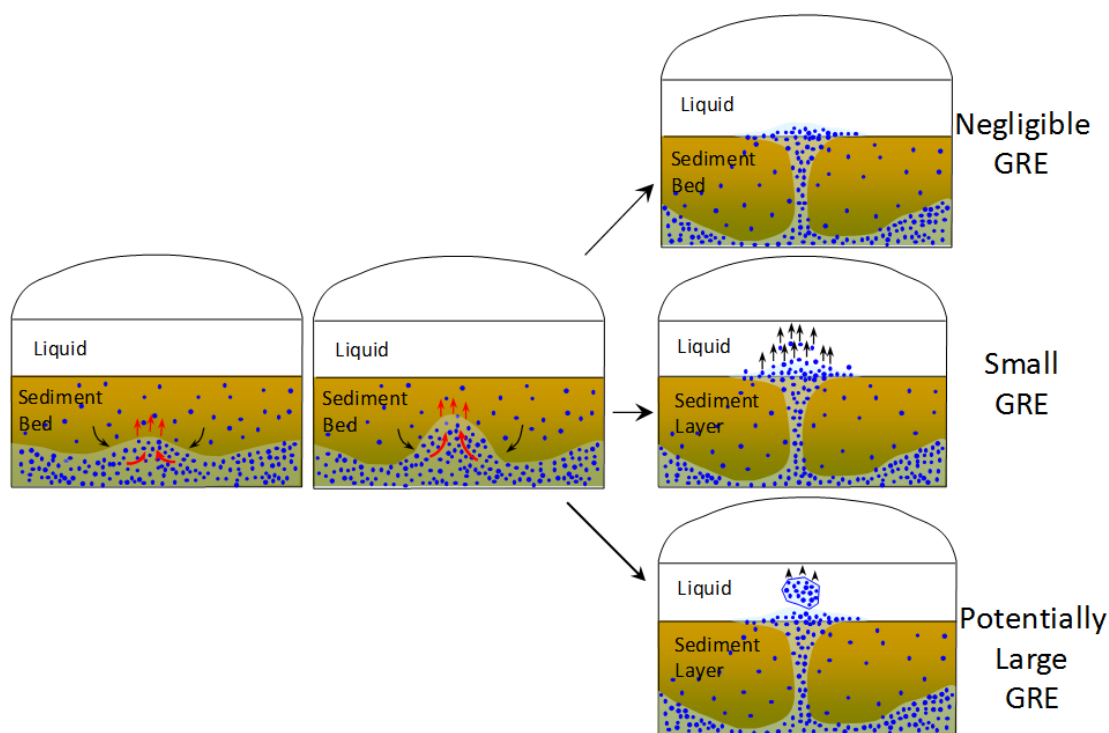 Liquid
Sediment
Bed
Negligible
GRE
Liquid
Sediment
Bed
Liquid
Sediment
Bed
Liquid
Sediment
Layer
Small
GRE
Liquid
Sediment
Layer
Potentially
Large
GRE